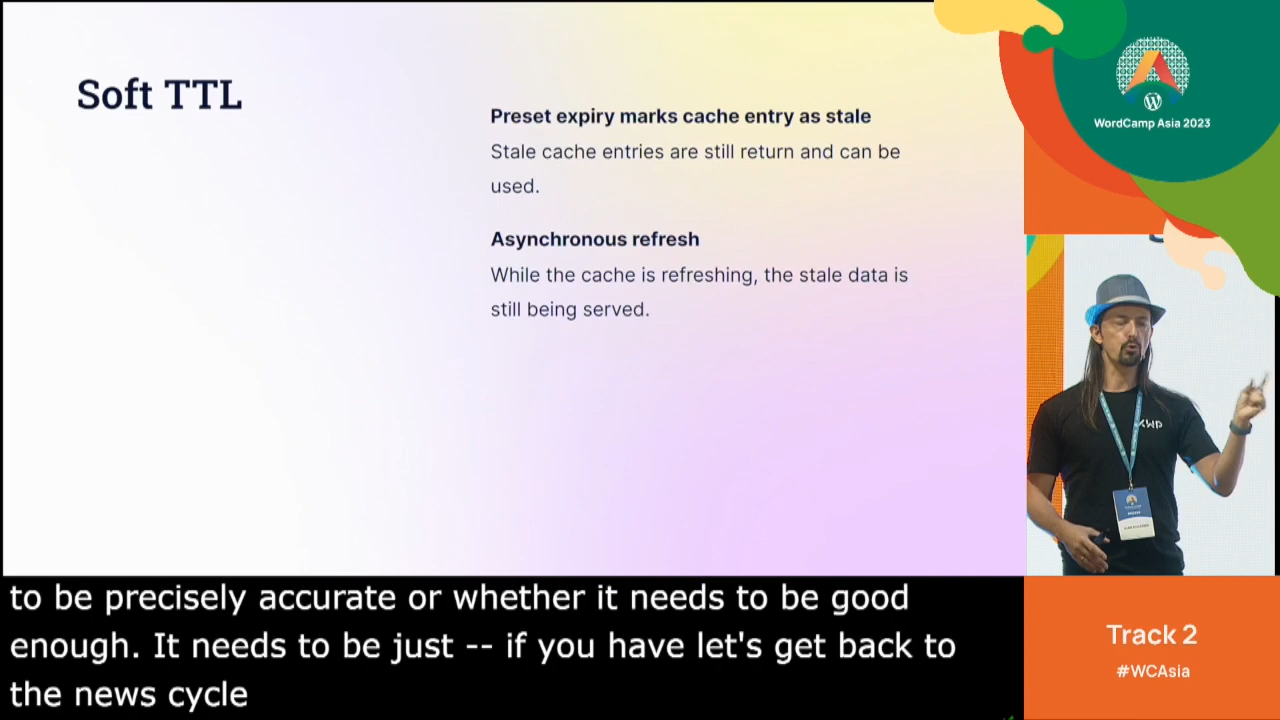 Soft TTL
Preset expiry marks cache entry as stale
Stale cache entries are still return and can be
used.
Asynchronous refresh
While the cache is refreshing, the stale data is
still being served.
WordCamp Asia 2023
XWP
to be precisely accurate or whether it needs to be good
enough. It needs to be just -- if you have let's get back to
the news cycle
Track 2
#WCAsia